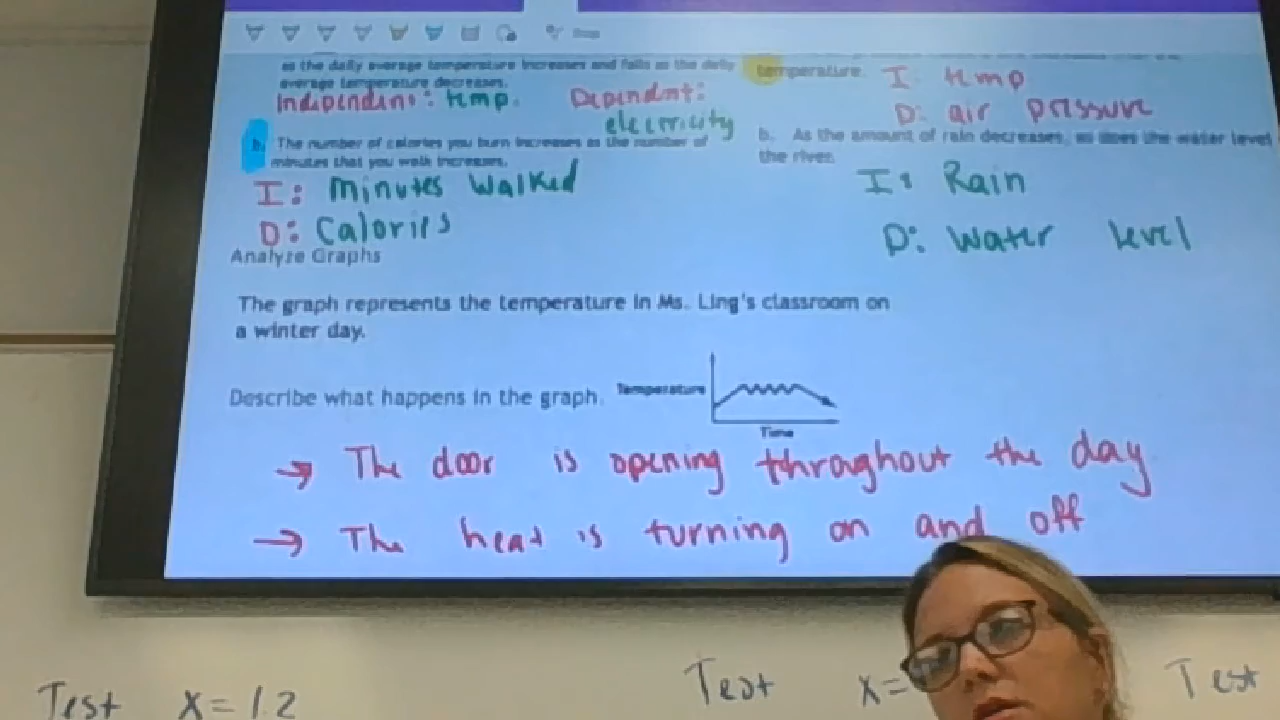 as the daily average temperature increases and falls as the daily
average temperature decreases.
Independent: temp. Dependent:
electricity
b. The number of calories you burn increases as the number of
minutes that you walk increases.
I: Minutes Walked
D: Calories
temperature.
I: temp
D: air pressure
b. As the amount of rain decreases, so does the water level
the river.
I: Rain
D: Water level
Analyze Graphs
The graph represents the temperature in Ms. Ling's classroom on
a winter day.
Describe what happens in the graph.
Temperature
Time
→ The door is opening throughout the day
→ The heat is turning on and off
Test x=1.2
Test x=
Test